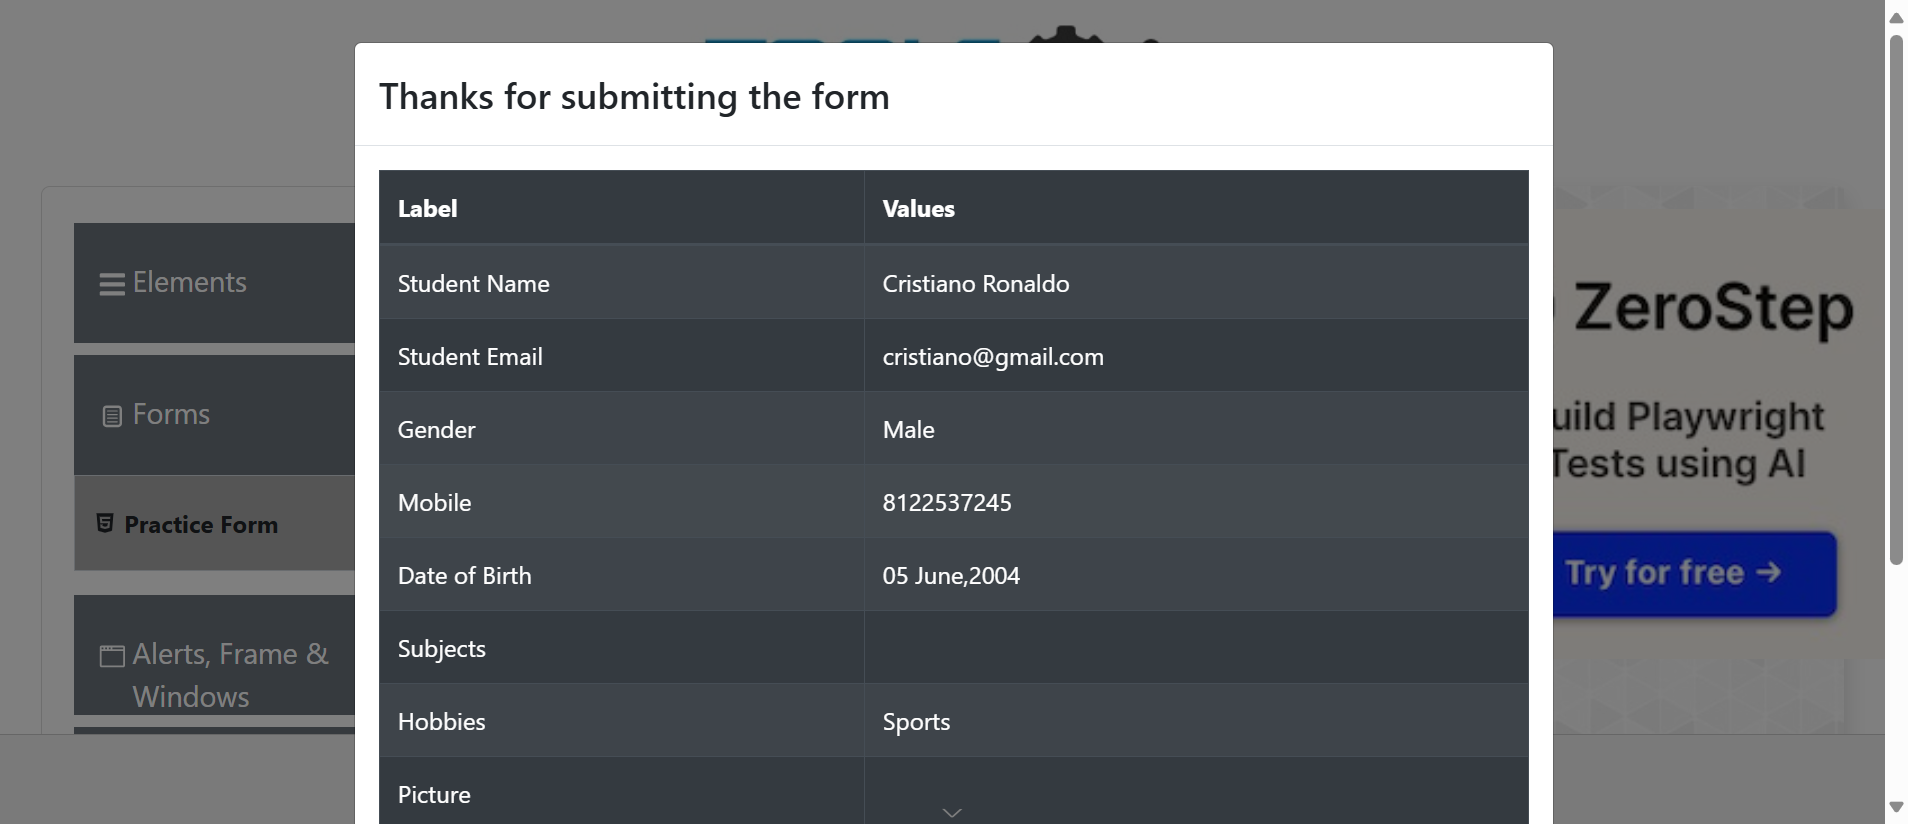 Thanks for submitting the form
Label Values
Student Name Cristiano Ronaldo
Student Email cristiano@gmail.com
Gender Male
Mobile 8122537245
Date of Birth 05 June,2004
Subjects
Hobbies Sports
Picture
Elements
Forms
Practice Form
Alerts, Frame &
Windows
ZeroStep
uild Playwright
Tests using AI
Try for free →